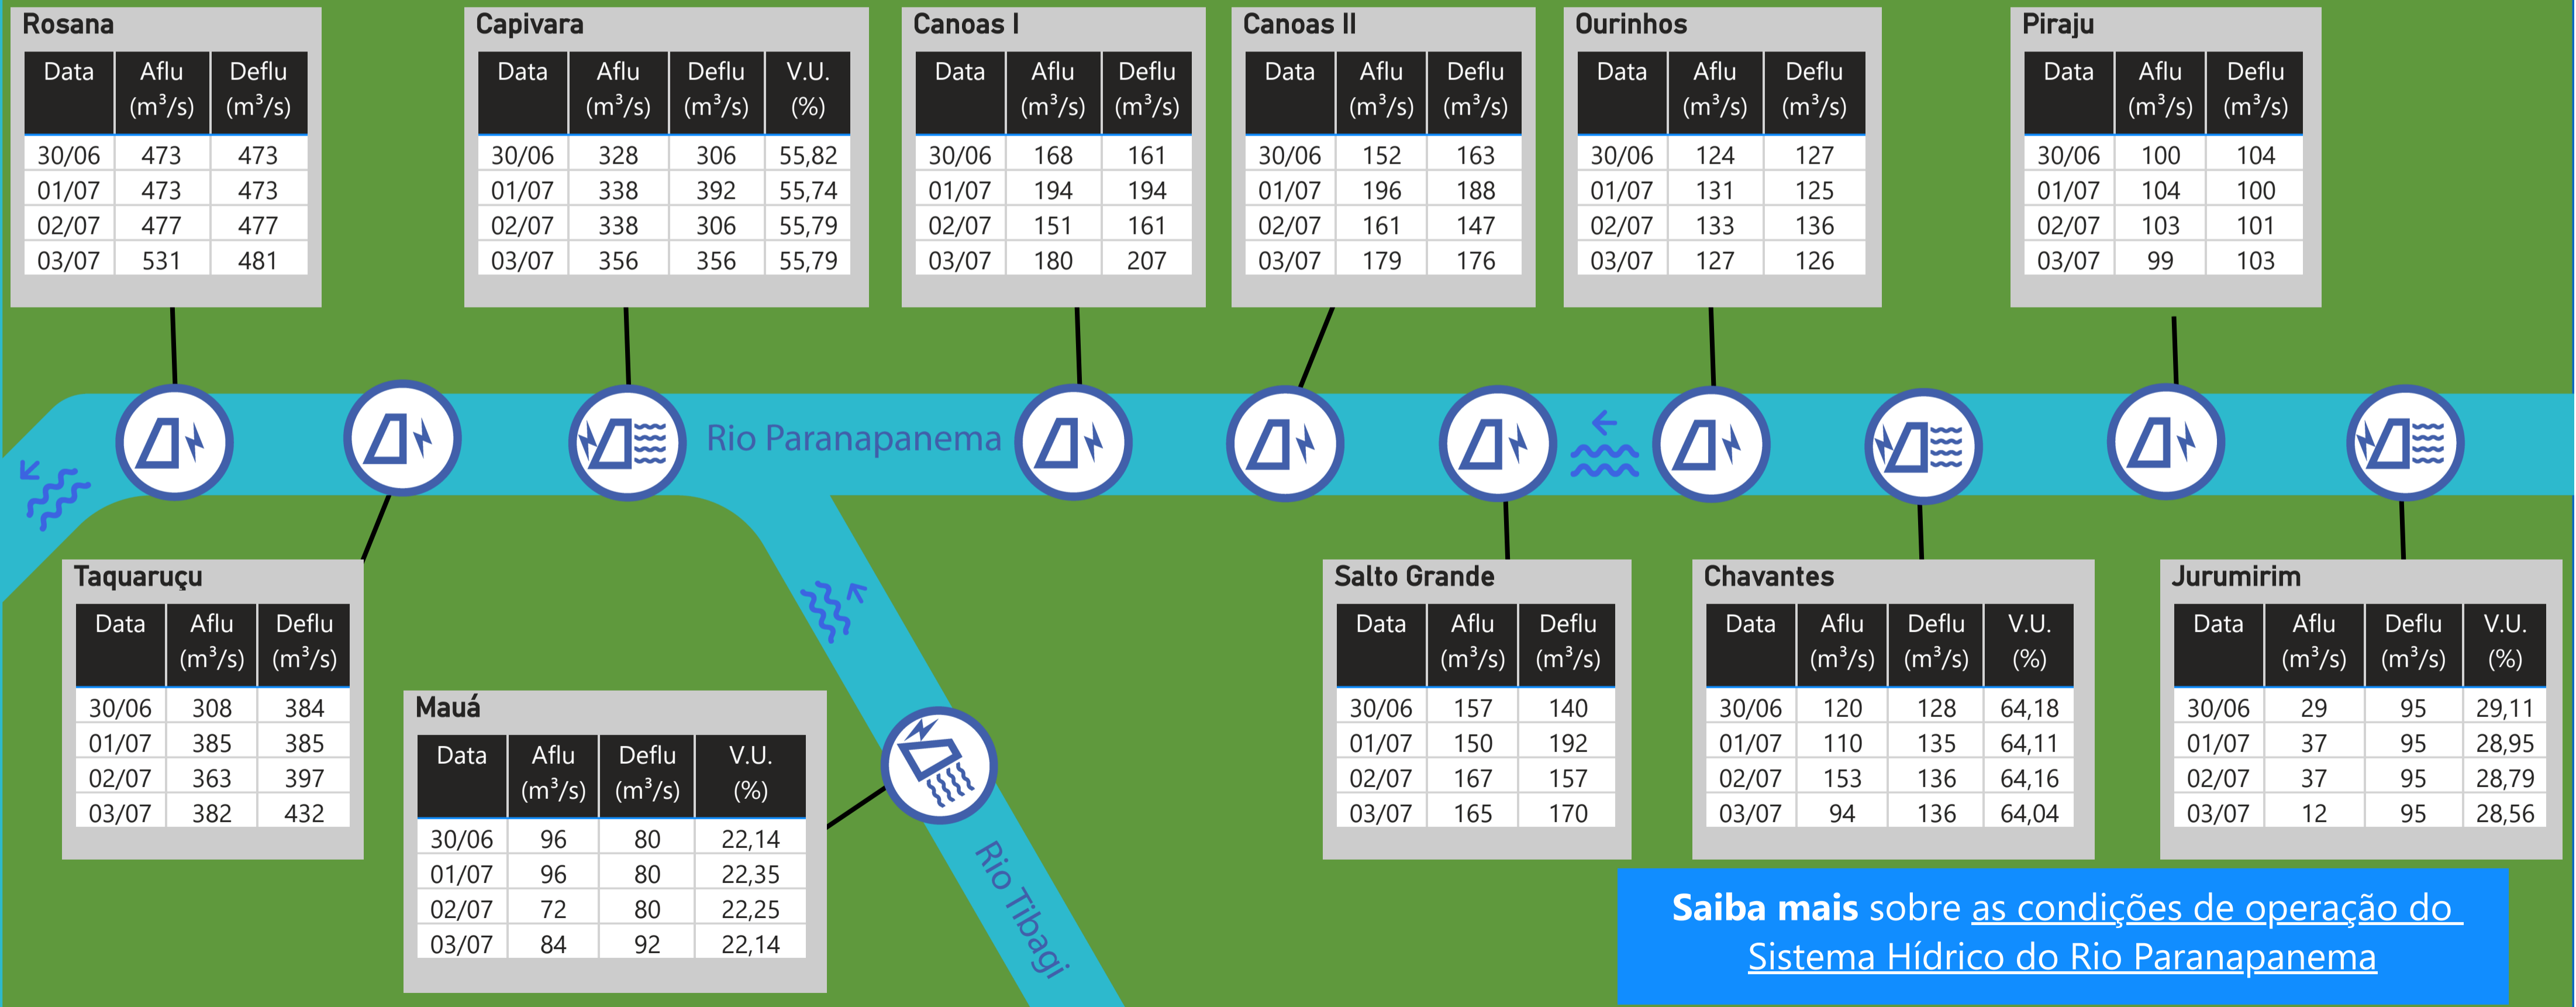 Rosana
Data Aflu (m³/s) Deflu (m³/s)
30/06 473 473
01/07 473 473
02/07 477 477
03/07 531 481
Capivara
Data Aflu (m³/s) Deflu (m³/s) V.U. (%)
30/06 328 306 55,82
01/07 338 392 55,74
02/07 338 306 55,79
03/07 356 356 55,79
Canoas I
Data Aflu (m³/s) Deflu (m³/s)
30/06 168 161
01/07 194 194
02/07 151 161
03/07 180 207
Canoas II
Data Aflu (m³/s) Deflu (m³/s)
30/06 152 163
01/07 196 188
02/07 161 147
03/07 179 176
Ourinhos
Data Aflu (m³/s) Deflu (m³/s)
30/06 124 127
01/07 131 125
02/07 133 136
03/07 127 126
Piraju
Data Aflu (m³/s) Deflu (m³/s)
30/06 100 104
01/07 104 100
02/07 103 101
03/07 99 103
Rio Paranapanema
Taquaruçu
Data Aflu (m³/s) Deflu (m³/s)
30/06 308 384
01/07 385 385
02/07 363 397
03/07 382 432
Mauá
Data Aflu (m³/s) Deflu (m³/s) V.U. (%)
30/06 96 80 22,14
01/07 96 80 22,35
02/07 72 80 22,25
03/07 84 92 22,14
Rio Tibagi
Salto Grande
Data Aflu (m³/s) Deflu (m³/s)
30/06 157 140
01/07 150 192
02/07 167 157
03/07 165 170
Chavantes
Data Aflu (m³/s) Deflu (m³/s) V.U. (%)
30/06 120 128 64,18
01/07 110 135 64,11
02/07 153 136 64,16
03/07 94 136 64,04
Jurumirim
Data Aflu (m³/s) Deflu (m³/s) V.U. (%)
30/06 29 95 29,11
01/07 37 95 28,95
02/07 37 95 28,79
03/07 12 95 28,56
Saiba mais sobre as condições de operação do
Sistema Hídrico do Rio Paranapanema